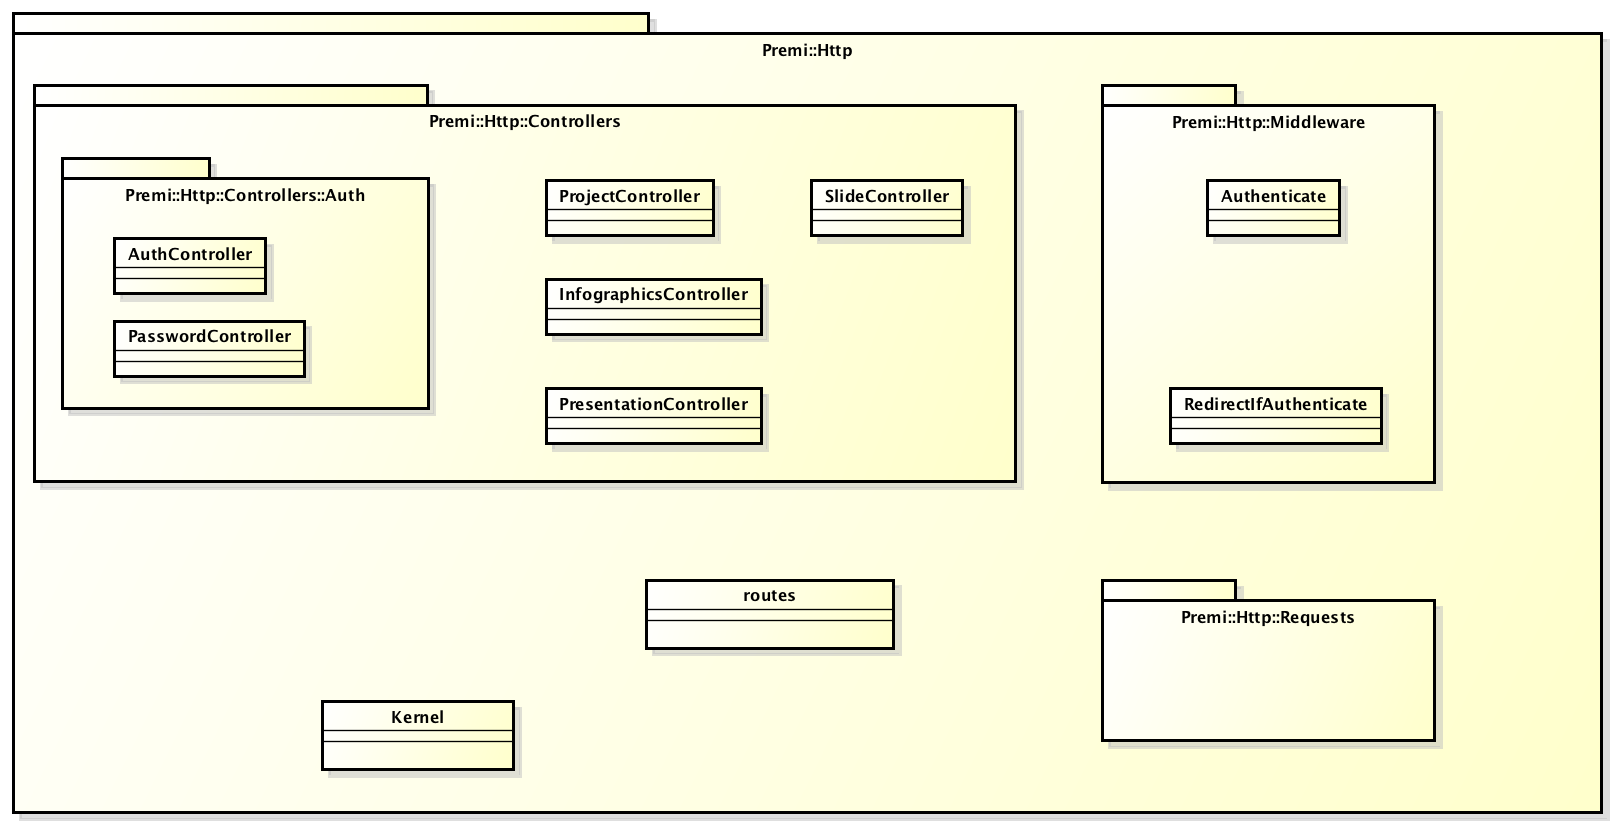 Premi::Http
Premi::Http::Controllers
Premi::Http::Controllers::Auth
AuthController
PasswordController
ProjectController
SlideController
InfographicsController
PresentationController
Premi::Http::Middleware
Authenticate
RedirectIfAuthenticate
routes
Kernel
Premi::Http::Requests